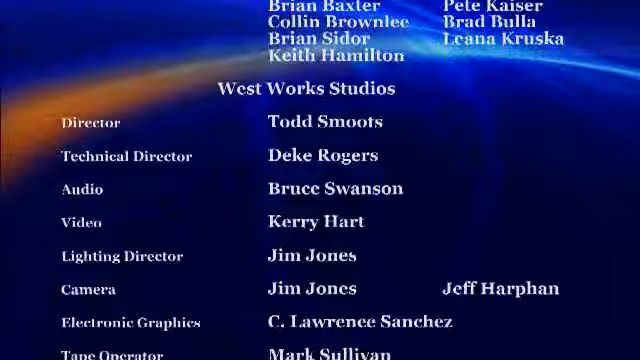 Brian Baxter Pete Kaiser
Collin Brownlee Brad Bulla
Brian Sidor Leana Kruska
Keith Hamilton
West Works Studios
Director Todd Smoots
Technical Director Deke Rogers
Audio Bruce Swanson
Video Kerry Hart
Lighting Director Jim Jones
Camera Jim Jones Jeff Harphan
Electronic Graphics C. Lawrence Sanchez
Tape Operator Mark Sullivan